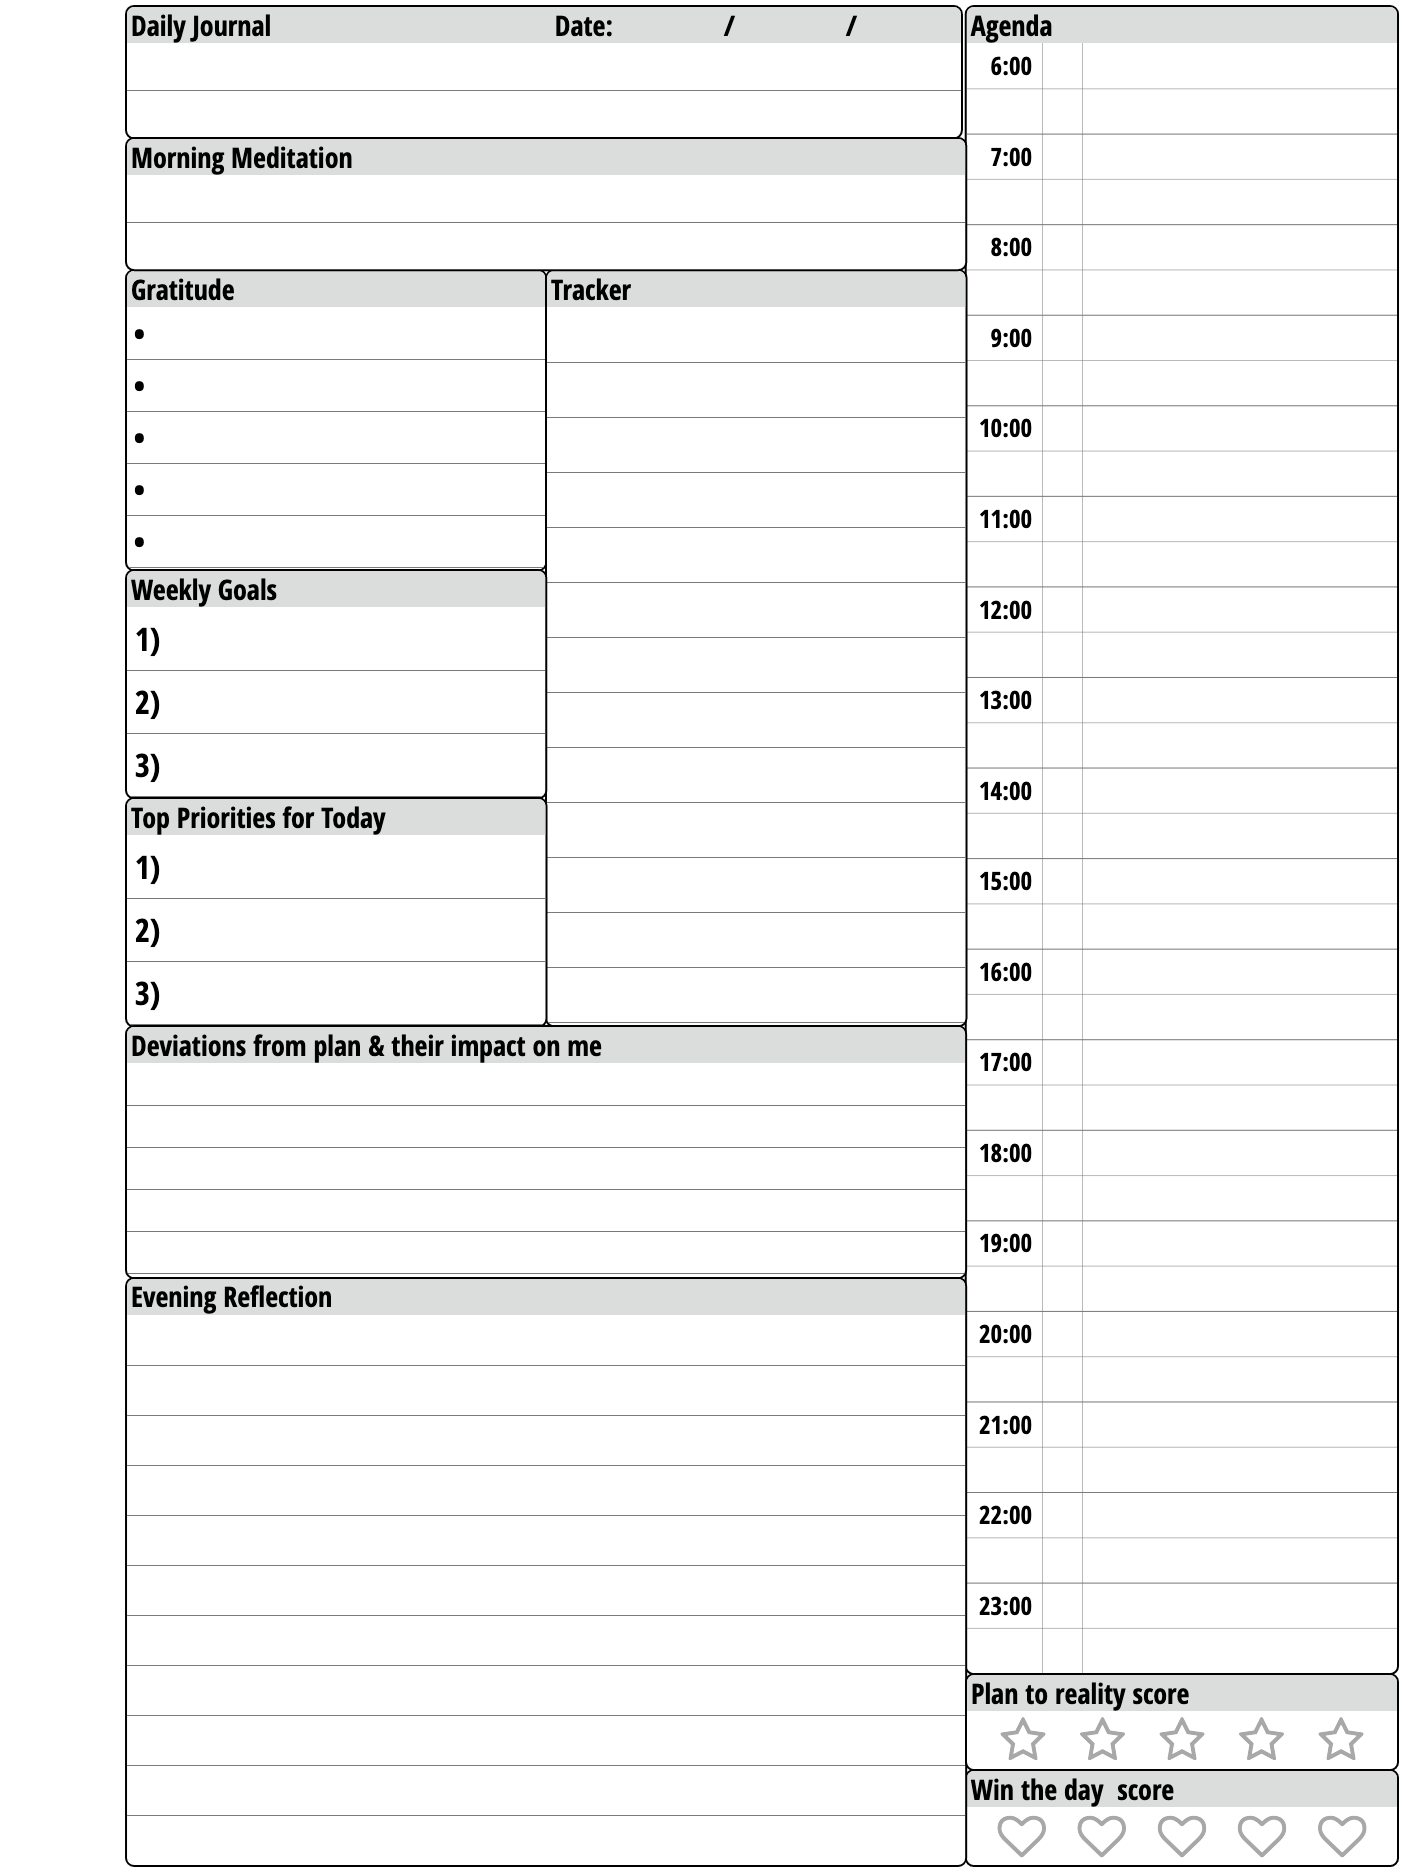 Daily Journal Date: / /
Morning Meditation
Gratitude
•
•
•
•
•
Weekly Goals
1)
2)
3)
Top Priorities for Today
1)
2)
3)
Tracker
Deviations from plan & their impact on me
Evening Reflection
Agenda
6:00
7:00
8:00
9:00
10:00
11:00
12:00
13:00
14:00
15:00
16:00
17:00
18:00
19:00
20:00
21:00
22:00
23:00
Plan to reality score
Win the day  score